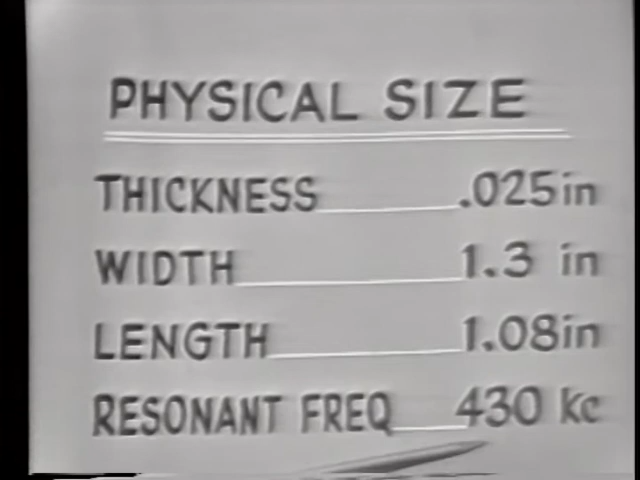 PHYSICAL SIZE
THICKNESS .025in
WIDTH 1.3 in
LENGTH 1.08in
RESONANT FREQ 430 kc